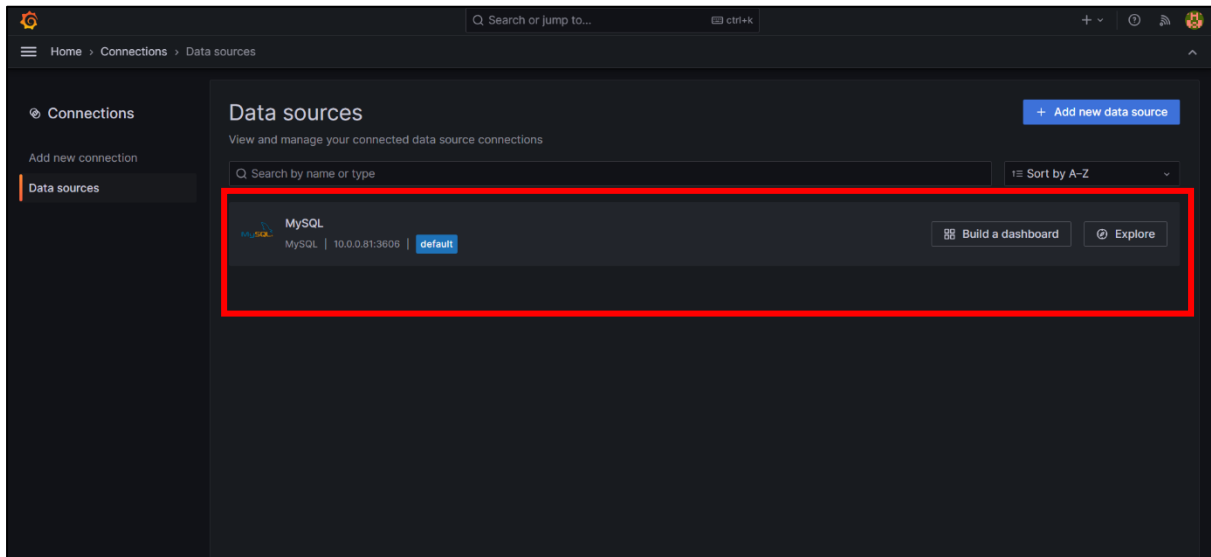 Search or jump to... ctrl+k
Home › Connections › Data sources
Connections
Add new connection
Data sources
Data sources
View and manage your connected data source connections
+ Add new data source
Search by name or type
Sort by A–Z
MySQL
MySQL
MySQL | 10.0.0.81:3606 | default
Build a dashboard
Explore